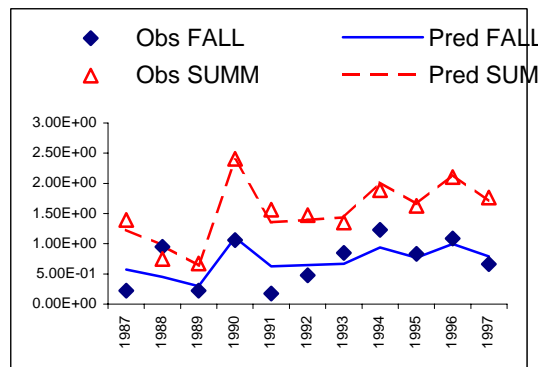 Obs FALL
Pred FALL
Obs SUMM
Pred SUM
3.00E+00
2.50E+00
2.00E+00
1.50E+00
1.00E+00
5.00E-01
0.00E+00
1987
1988
1989
1990
1991
1992
1993
1994
1995
1996
1997